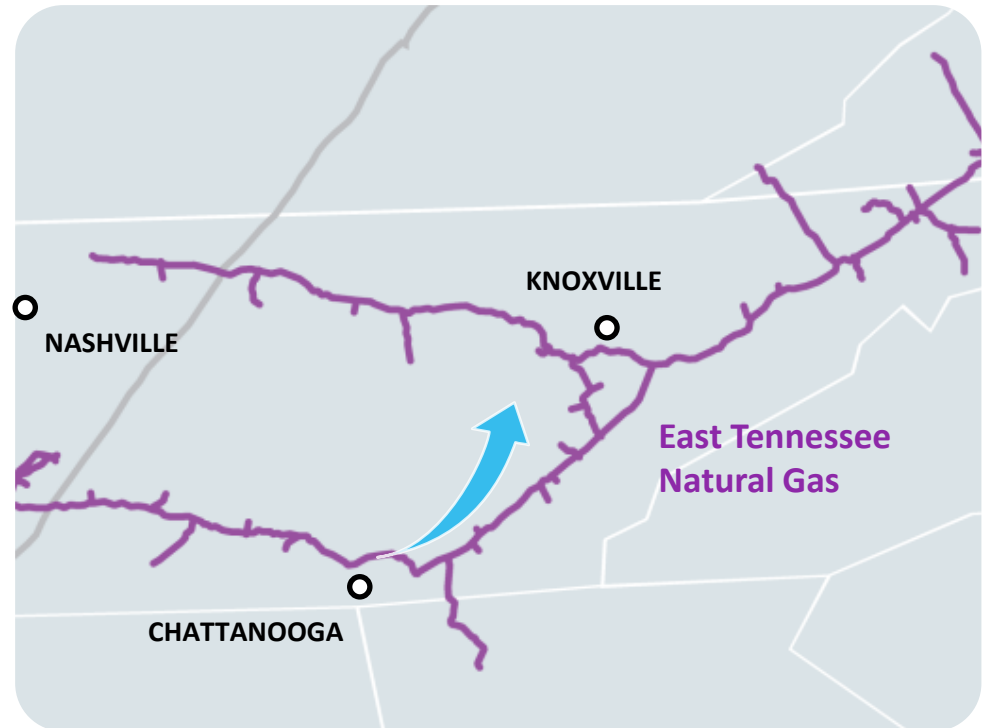 KNOXVILLE
NASHVILLE
East Tennessee
Natural Gas
CHATTANOOGA